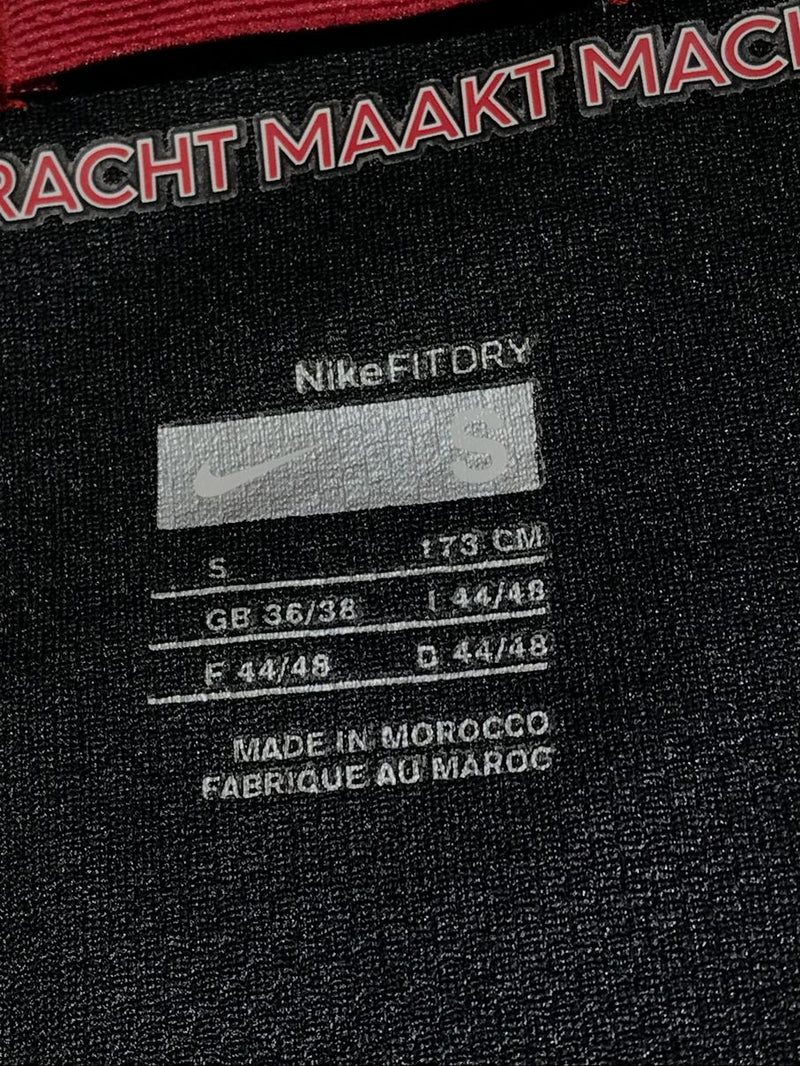 RACHT MAAKT MAC
NikeFITDRY
S
S 173 CM
GB 36/38 I 44/48
F 44/48 D 44/48
MADE IN MOROCCO
FABRIQUE AU MAROC